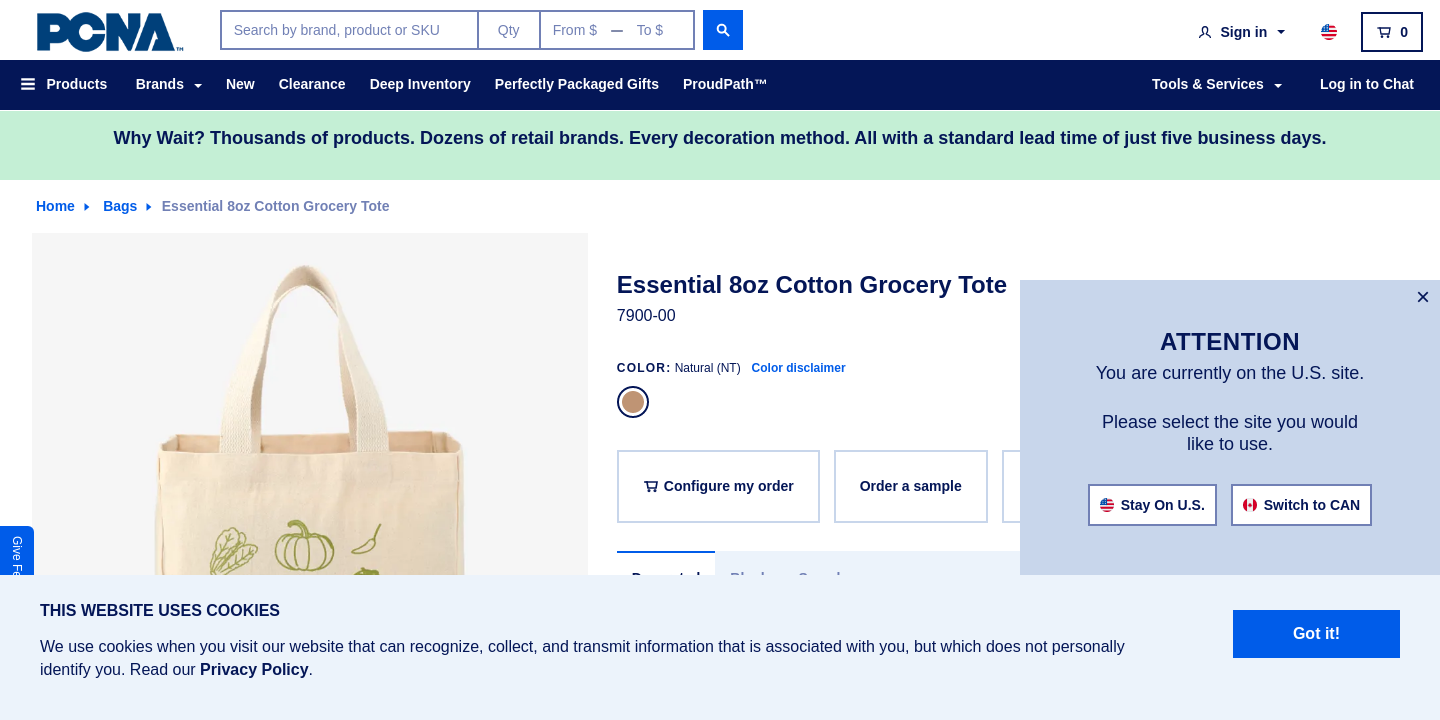 PCNA™
Search by brand, product or SKU
Qty
From $ — To $
Sign in
0
Products
Brands
New
Clearance
Deep Inventory
Perfectly Packaged Gifts
ProudPath™
Tools & Services
Log in to Chat
Why Wait? Thousands of products. Dozens of retail brands. Every decoration method. All with a standard lead time of just five business days.
Home
Bags
Essential 8oz Cotton Grocery Tote
Essential 8oz Cotton Grocery Tote
7900-00
COLOR: Natural (NT) Color disclaimer
Configure my order
Order a sample
×
ATTENTION
You are currently on the U.S. site.
Please select the site you would
like to use.
Stay On U.S.
Switch to CAN
Give
THIS WEBSITE USES COOKIES
We use cookies when you visit our website that can recognize, collect, and transmit information that is associated with you, but which does not personally
identify you. Read our Privacy Policy.
Got it!